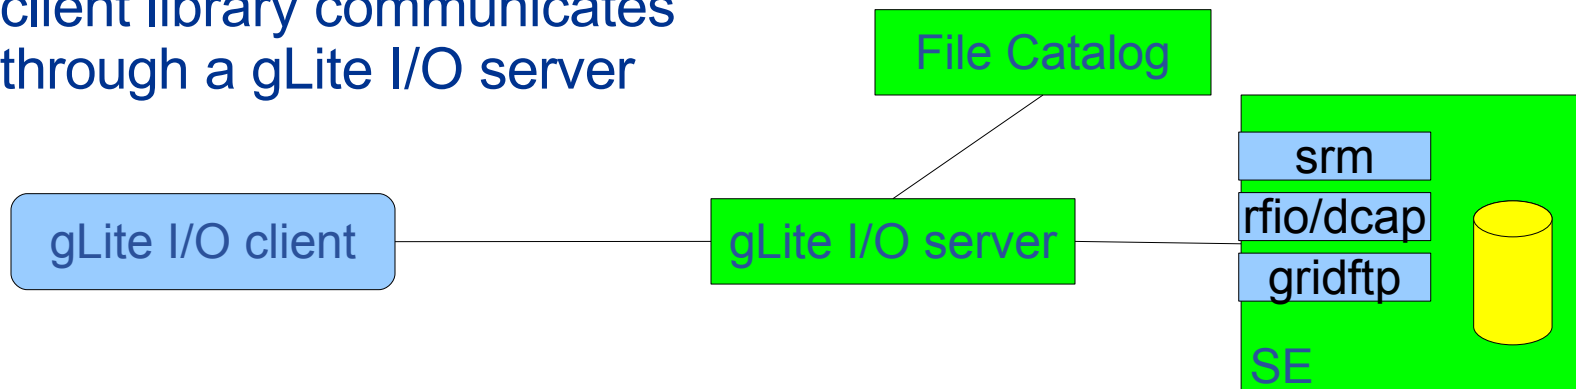 client library communicates
through a gLite I/O server
File Catalog
srm
rfio/dcap
gLite I/O client
gLite I/O server
gridftp
SE